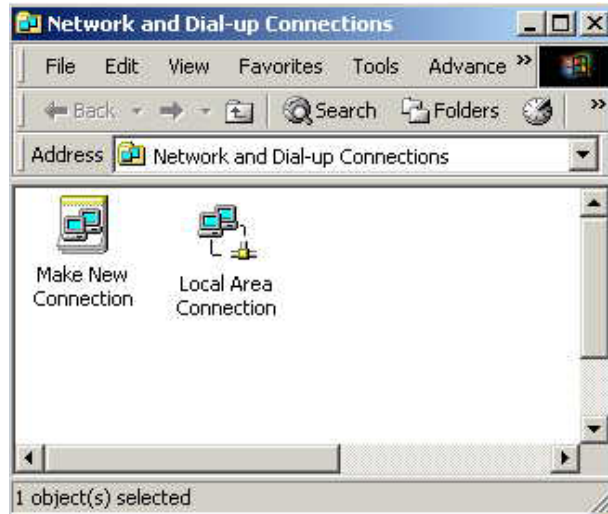 Network and Dial-up Connections
File Edit View Favorites Tools Advance »
Back Search Folders »
Address Network and Dial-up Connections
Make New
Connection
Local Area
Connection
1 object(s) selected